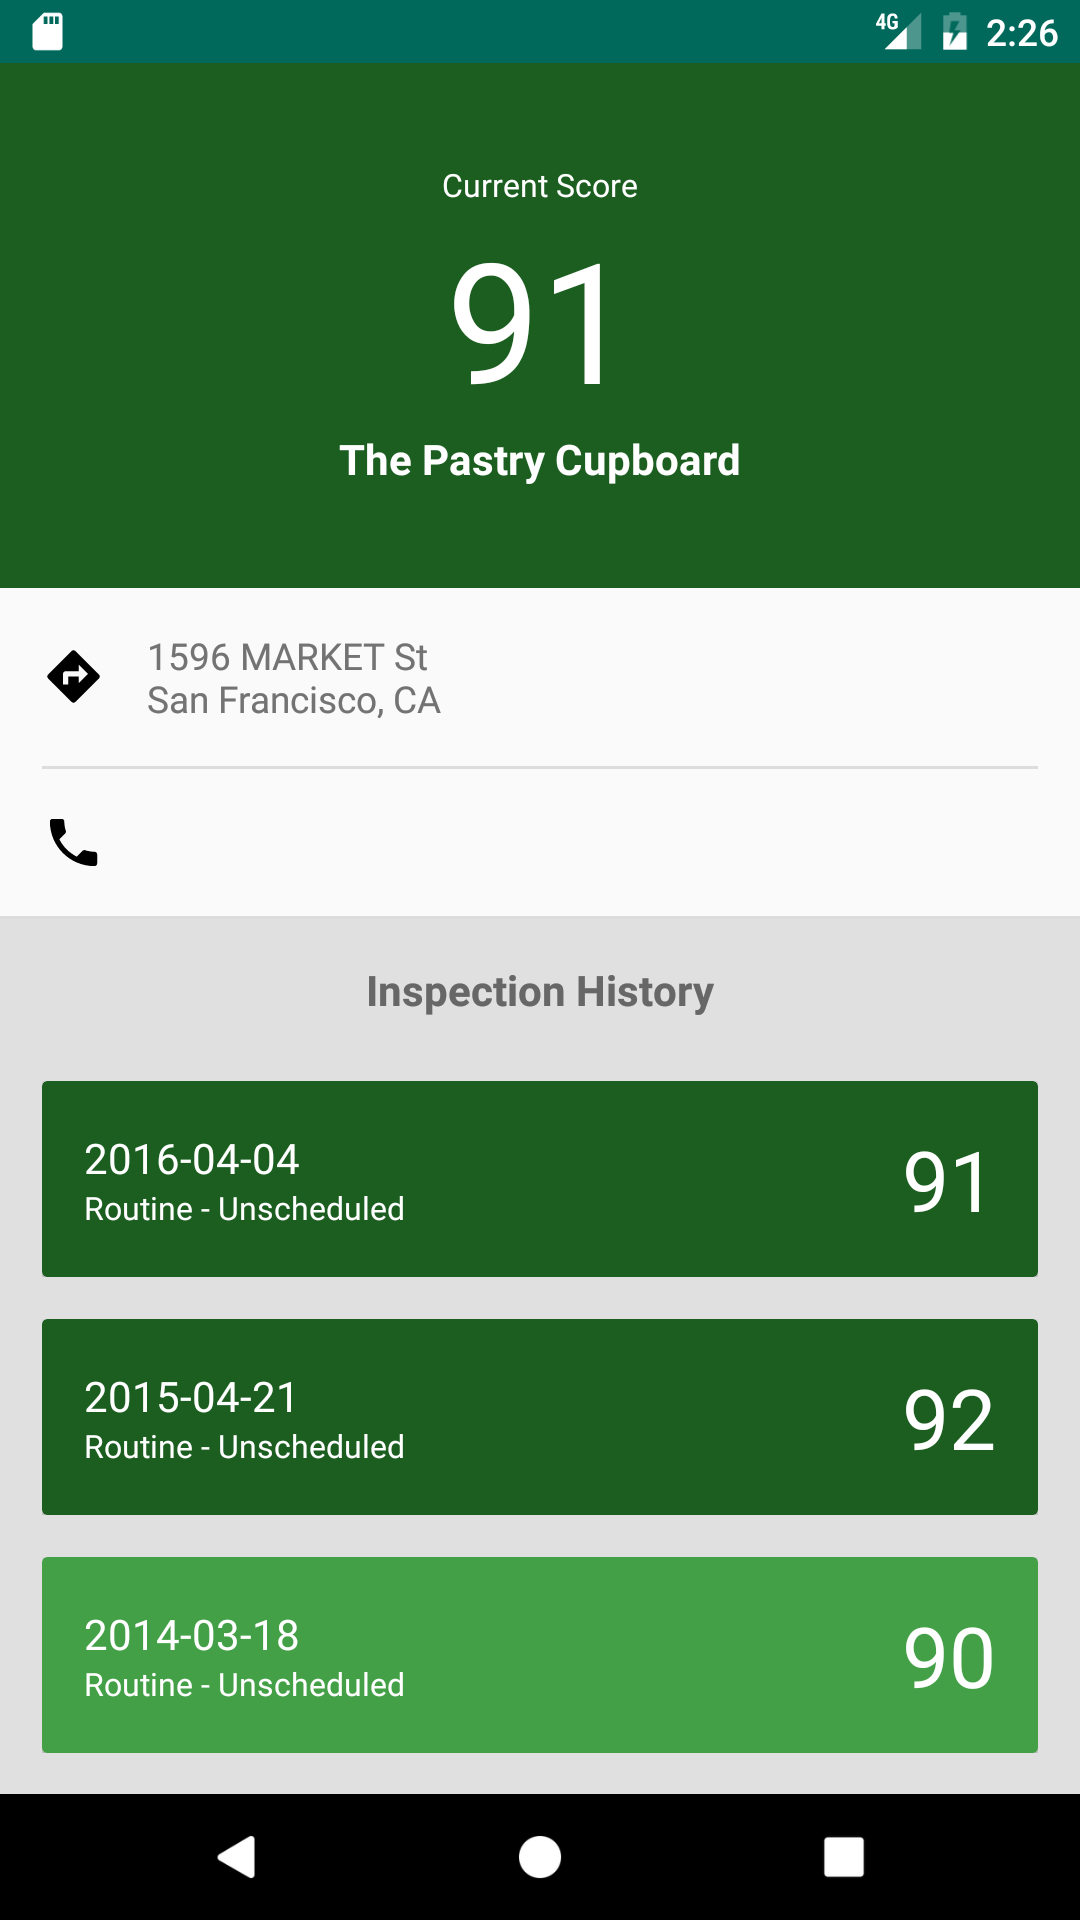 4G 2:26
Current Score
91
The Pastry Cupboard
1596 MARKET St
San Francisco, CA
Inspection History
2016-04-04
Routine - Unscheduled
91
2015-04-21
Routine - Unscheduled
92
2014-03-18
Routine - Unscheduled
90